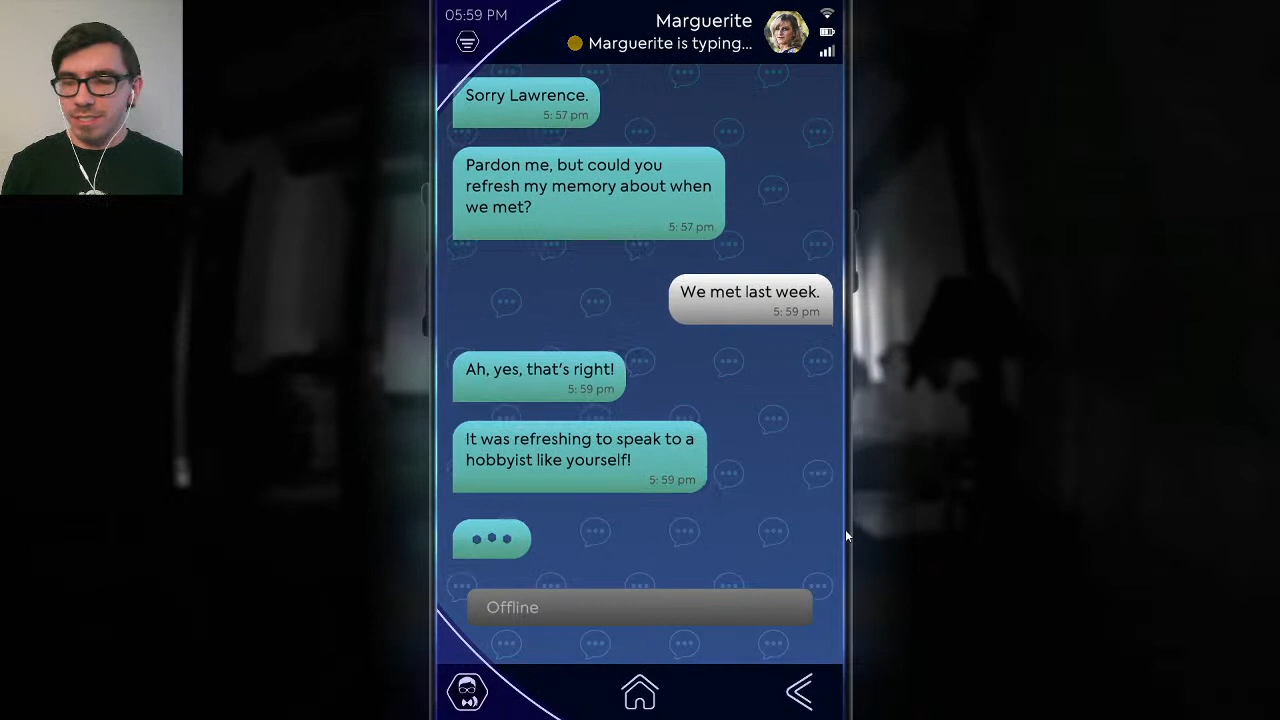 05:59 PM
Marguerite
Marguerite is typing...
Sorry Lawrence.
5: 57 pm
Pardon me, but could you
refresh my memory about when
we met?
5: 57 pm
We met last week.
5: 59 pm
Ah, yes, that's right!
5: 59 pm
It was refreshing to speak to a
hobbyist like yourself!
5: 59 pm
Offline